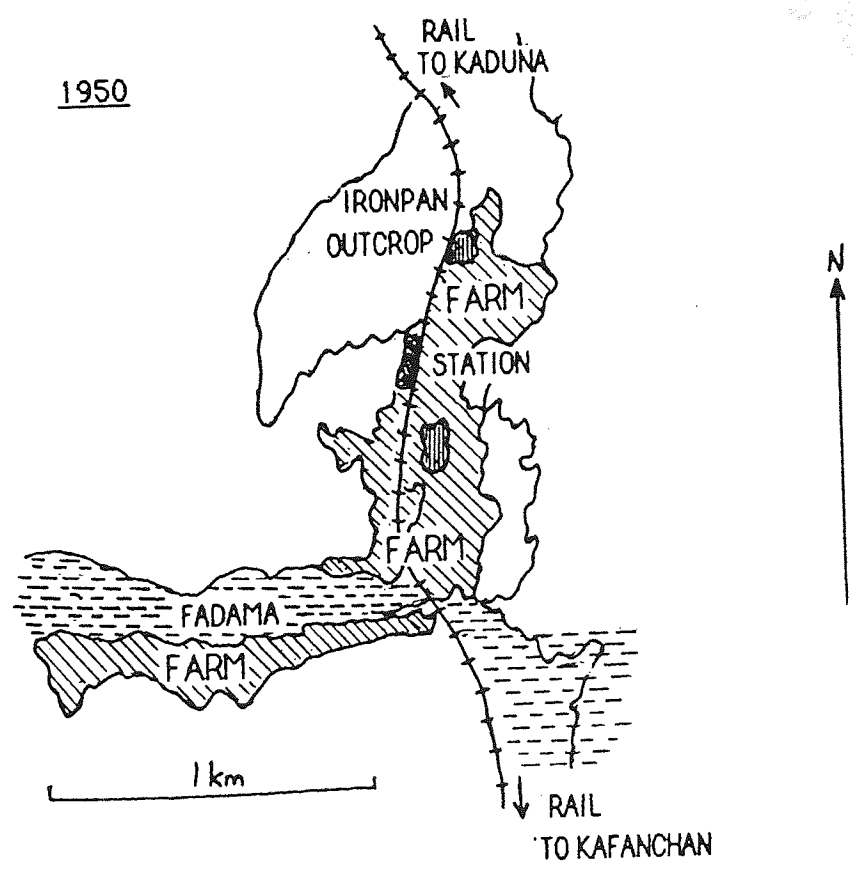 RAIL
TO KADUNA
1950
IRONPAN
OUTCROP
N
FARM
STATION
FARM
FADAMA
FARM
1 km
RAIL
TO KAFANCHAN